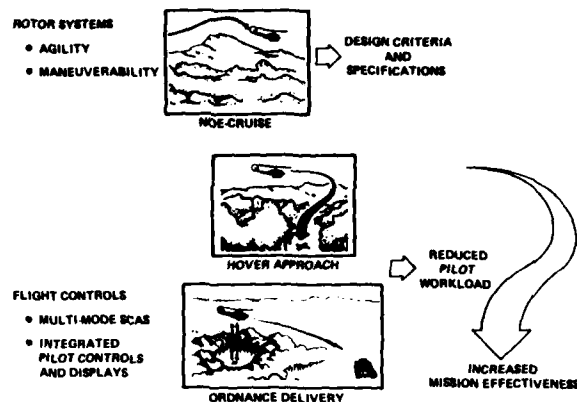 ROTOR SYSTEMS
• AGILITY
• MANEUVERABILITY
NOE-CRUISE
DESIGN CRITERIA
AND
SPECIFICATIONS
HOVER APPROACH
REDUCED
PILOT
WORKLOAD
FLIGHT CONTROLS
• MULTI-MODE SCAS
• INTEGRATED
PILOT CONTROLS
AND DISPLAYS
ORDNANCE DELIVERY
INCREASED
MISSION EFFECTIVENESS